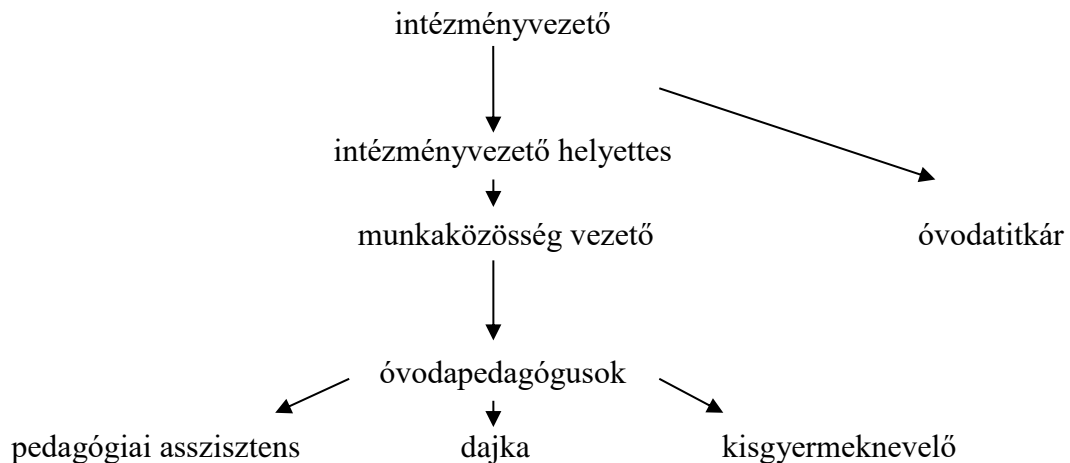 intézményvezető
intézményvezető helyettes
munkaközösség vezető óvodatitkár
óvodapedagógusok
pedagógiai asszisztens dajka kisgyermeknevelő